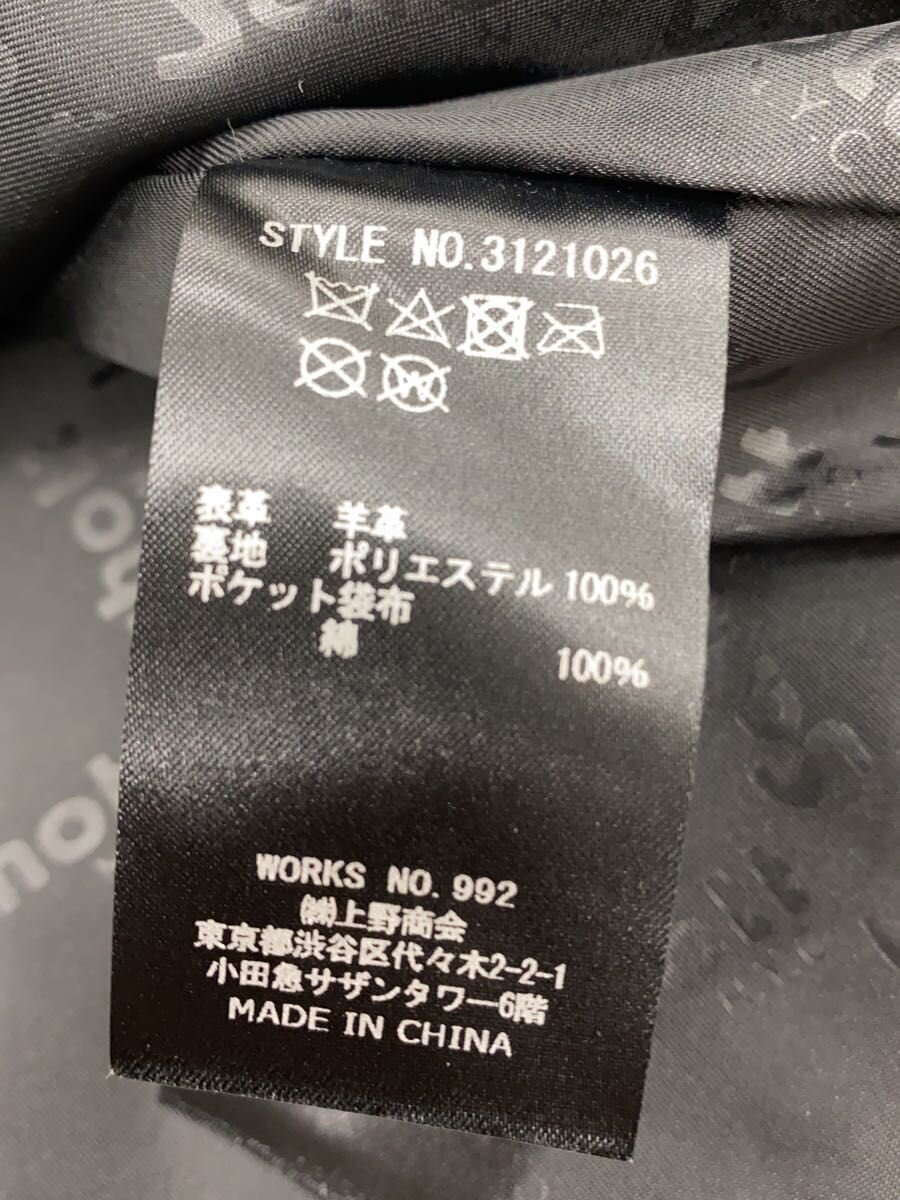 STYLE NO.3121026
W
表革 羊革
裏地 ポリエステル 100%
ポケット袋布
綿 100%
WORKS NO. 992
㈱上野商会
東京都渋谷区代々木2-2-1
小田急サザンタワー6階
MADE IN CHINA